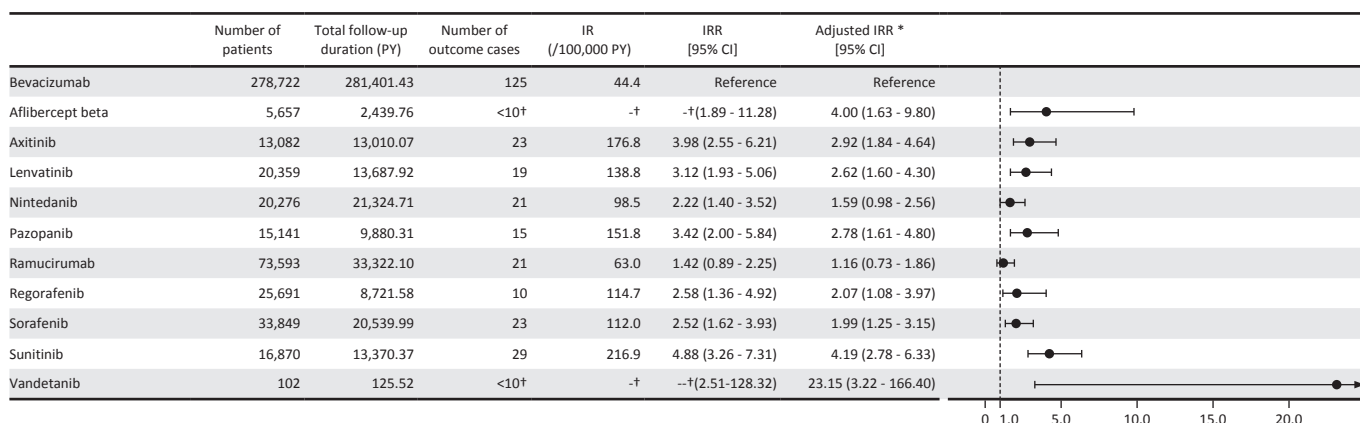 Number of patients Total follow-up duration (PY) Number of outcome cases IR (/100,000 PY) IRR [95% CI] Adjusted IRR * [95% CI]
Bevacizumab 278,722 281,401.43 125 44.4 Reference Reference
Aflibercept beta 5,657 2,439.76 <10† -† -†(1.89 - 11.28) 4.00 (1.63 - 9.80)
Axitinib 13,082 13,010.07 23 176.8 3.98 (2.55 - 6.21) 2.92 (1.84 - 4.64)
Lenvatinib 20,359 13,687.92 19 138.8 3.12 (1.93 - 5.06) 2.62 (1.60 - 4.30)
Nintedanib 20,276 21,324.71 21 98.5 2.22 (1.40 - 3.52) 1.59 (0.98 - 2.56)
Pazopanib 15,141 9,880.31 15 151.8 3.42 (2.00 - 5.84) 2.78 (1.61 - 4.80)
Ramucirumab 73,593 33,322.10 21 63.0 1.42 (0.89 - 2.25) 1.16 (0.73 - 1.86)
Regorafenib 25,691 8,721.58 10 114.7 2.58 (1.36 - 4.92) 2.07 (1.08 - 3.97)
Sorafenib 33,849 20,539.99 23 112.0 2.52 (1.62 - 3.93) 1.99 (1.25 - 3.15)
Sunitinib 16,870 13,370.37 29 216.9 4.88 (3.26 - 7.31) 4.19 (2.78 - 6.33)
Vandetanib 102 125.52 <10† -† --†(2.51-128.32) 23.15 (3.22 - 166.40)
0 1.0 5.0 10.0 15.0 20.0